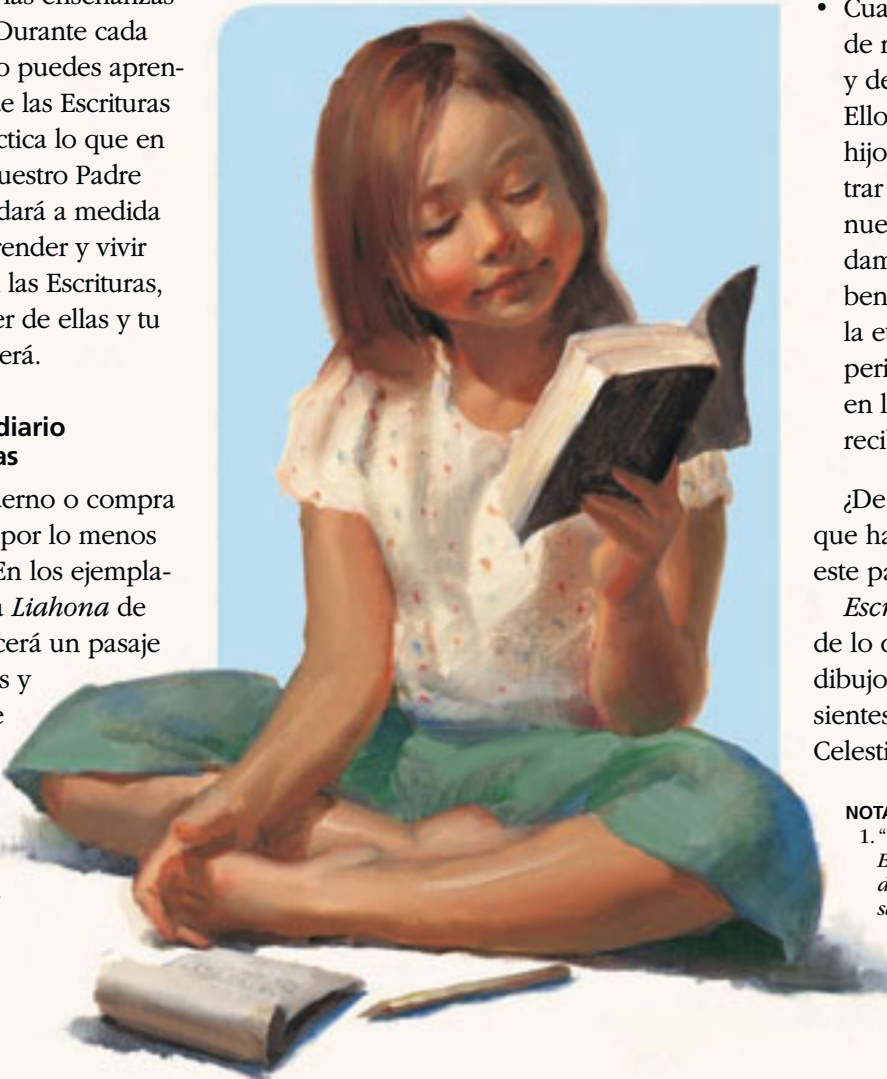 las enseñanzas
Durante cada
o puedes apren-
e las Escrituras
ctica lo que en
uestro Padre
dará a medida
render y vivir
las Escrituras,
er de ellas y tu
erá.
diario
as
erno o compra
por lo menos
En los ejempla-
a Liahona de
cerá un pasaje
s y
e
• Cua
de r
y de
Ello
hijo
trar
nue
dam
ben
la e
peri
en l
recib
¿De
que ha
este pa
Escr
de lo c
dibujo
sientes
Celesti
NOTA
1. “
E
d
sa